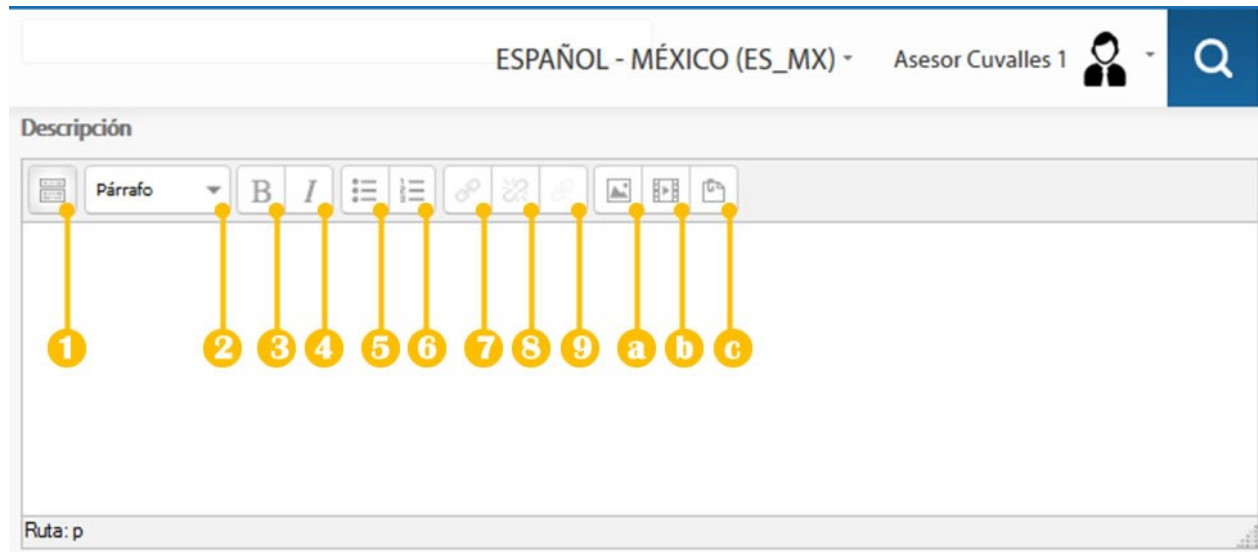 ESPAÑOL - MÉXICO (ES_MX)
Asesor Cuvalles 1
Descripción
Párrafo
B I
1 2 3 4 5 6 7 8 9 a b c
Ruta: p